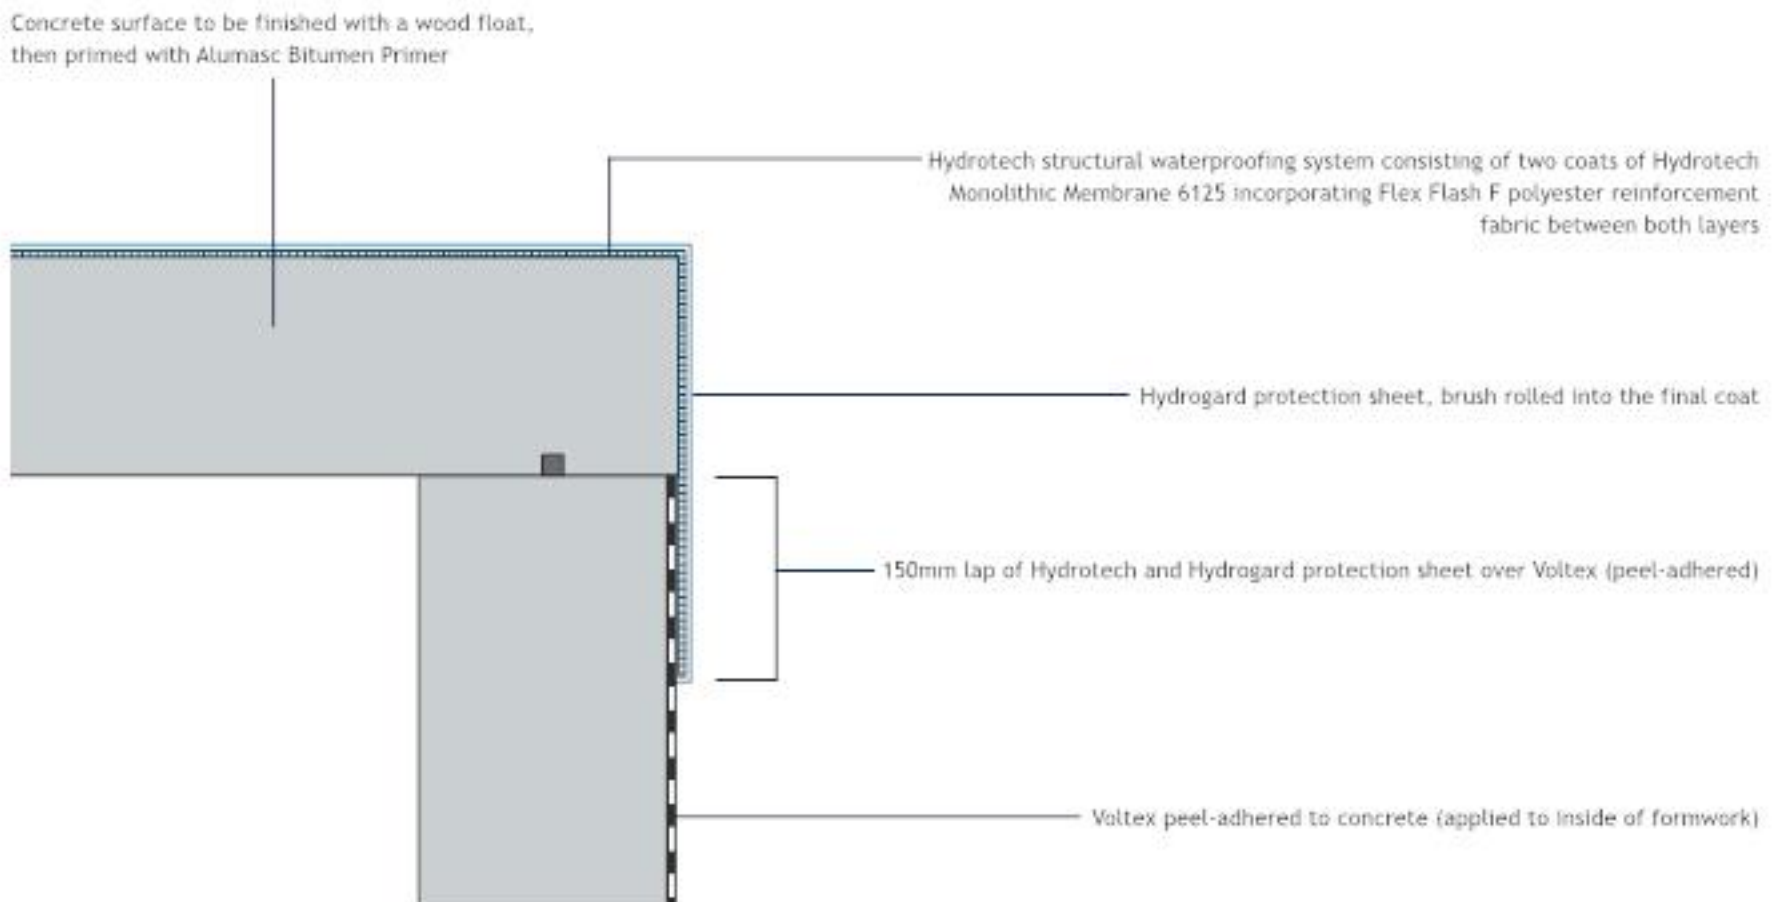 Concrete surface to be finished with a wood float,
then primed with Alumasc Bitumen Primer
Hydrotech structural waterproofing system consisting of two coats of Hydrotech
Monolithic Membrane 6125 incorporating Flex Flash F polyester reinforcement
fabric between both layers
Hydrogard protection sheet, brush rolled into the final coat
150mm lap of Hydrotech and Hydrogard protection sheet over Voltex (peel-adhered)
Voltex peel-adhered to concrete (applied to inside of formwork)